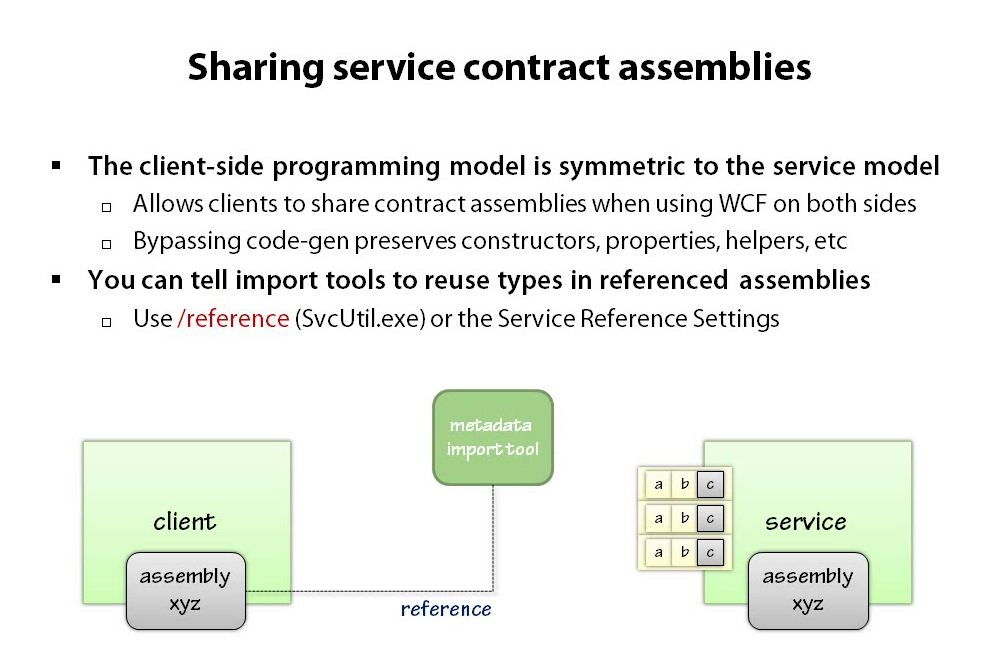 Sharing service contract assemblies
The client-side programming model is symmetric to the service model
Allows clients to share contract assemblies when using WCF on both sides
Bypassing code-gen preserves constructors, properties, helpers, etc
You can tell import tools to reuse types in referenced assemblies
Use /reference (SvcUtil.exe) or the Service Reference Settings
metadata
import tool
client
assembly
xyz
reference
a b c
a b c
a b c
service
assembly
xyz